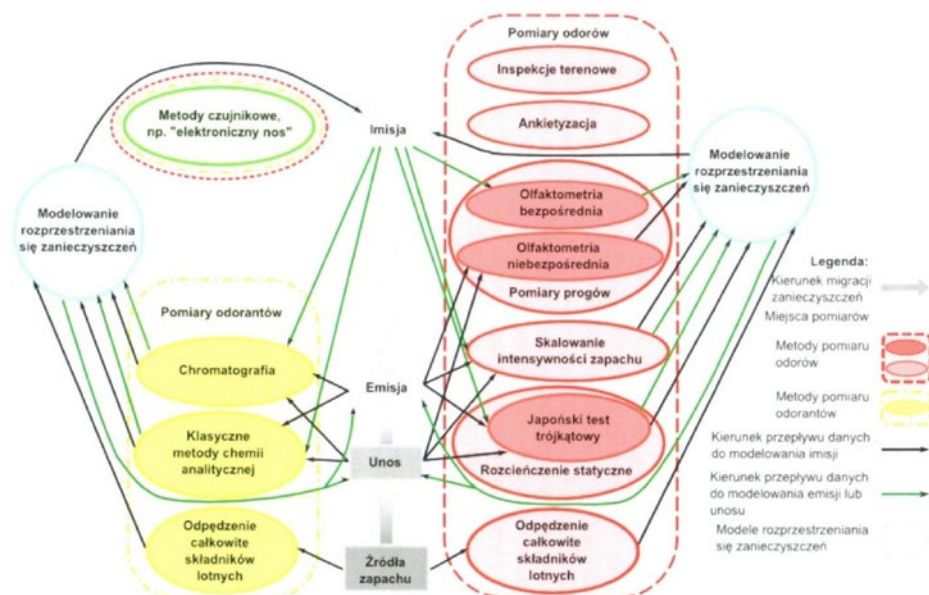 Pomiary odorów
Inspekcje terenowe
Ankietyzacja
Metody czujnikowe,
np. "elektroniczny nos"
Imisja
Modelowanie
rozprzestrzeniania
się zanieczyszczeń
Olfaktometria
bezpośrednia
Olfaktometria
niebezpośrednia
Pomiary progów
Modelowanie
rozprzestrzeniania
się zanieczyszczeń
Pomiary odorantów
Chromatografia
Klasyczne
metody chemii
analitycznej
Odpędzenie
całkowite
składników
lotnych
Emisja
Unos
Źródła
zapachu
Skalowanie
intensywności zapachu
Japoński test
trójkątowy
Rozcieńczenie statyczne
Odpędzenie
całkowite
składników
lotnych
Legenda:
Kierunek migracji
zanieczyszczeń
Miejsca pomiarów
Metody pomiaru
odorów
Metody pomiaru
odorantów
Kierunek przepływu danych
do modelowania imisji
Kierunek przepływu danych
do modelowania emisji lub
unosu
Modele rozprzestrzeniania
się zanieczyszczeń